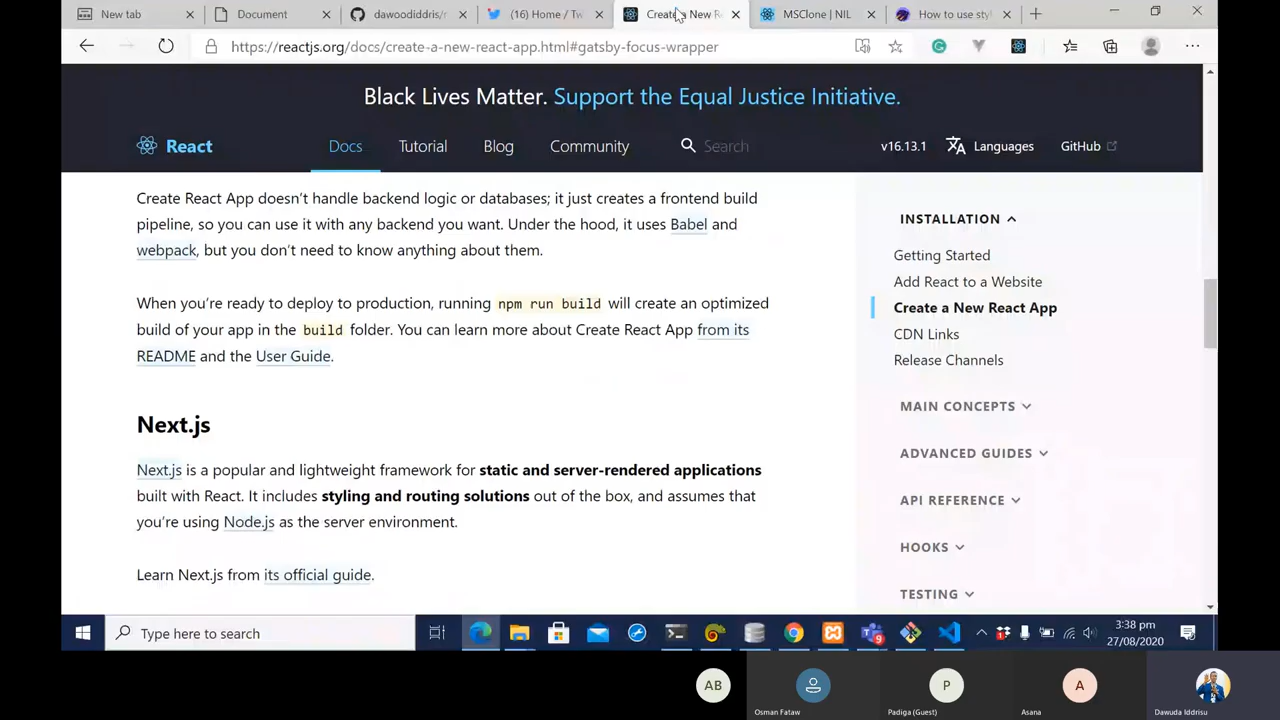 New tab
Document
dawoodiddris/r
(16) Home / Tw
Create a New R
MSClone | NIL
How to use styl
https://reactjs.org/docs/create-a-new-react-app.html#gatsby-focus-wrapper
Black Lives Matter. Support the Equal Justice Initiative.
React
Docs
Tutorial
Blog
Community
Search
v16.13.1
Languages
GitHub
Create React App doesn’t handle backend logic or databases; it just creates a frontend build
pipeline, so you can use it with any backend you want. Under the hood, it uses Babel and
webpack, but you don’t need to know anything about them.
When you’re ready to deploy to production, running npm run build will create an optimized
build of your app in the build folder. You can learn more about Create React App from its
README and the User Guide.
Next.js
Next.js is a popular and lightweight framework for static and server-rendered applications
built with React. It includes styling and routing solutions out of the box, and assumes that
you’re using Node.js as the server environment.
Learn Next.js from its official guide.
INSTALLATION
Getting Started
Add React to a Website
Create a New React App
CDN Links
Release Channels
MAIN CONCEPTS
ADVANCED GUIDES
API REFERENCE
HOOKS
TESTING
Type here to search
3:38 pm
27/08/2020
AB
P
A
Osman Fataw
Padiga (Guest)
Asana
Dawuda Iddrisu